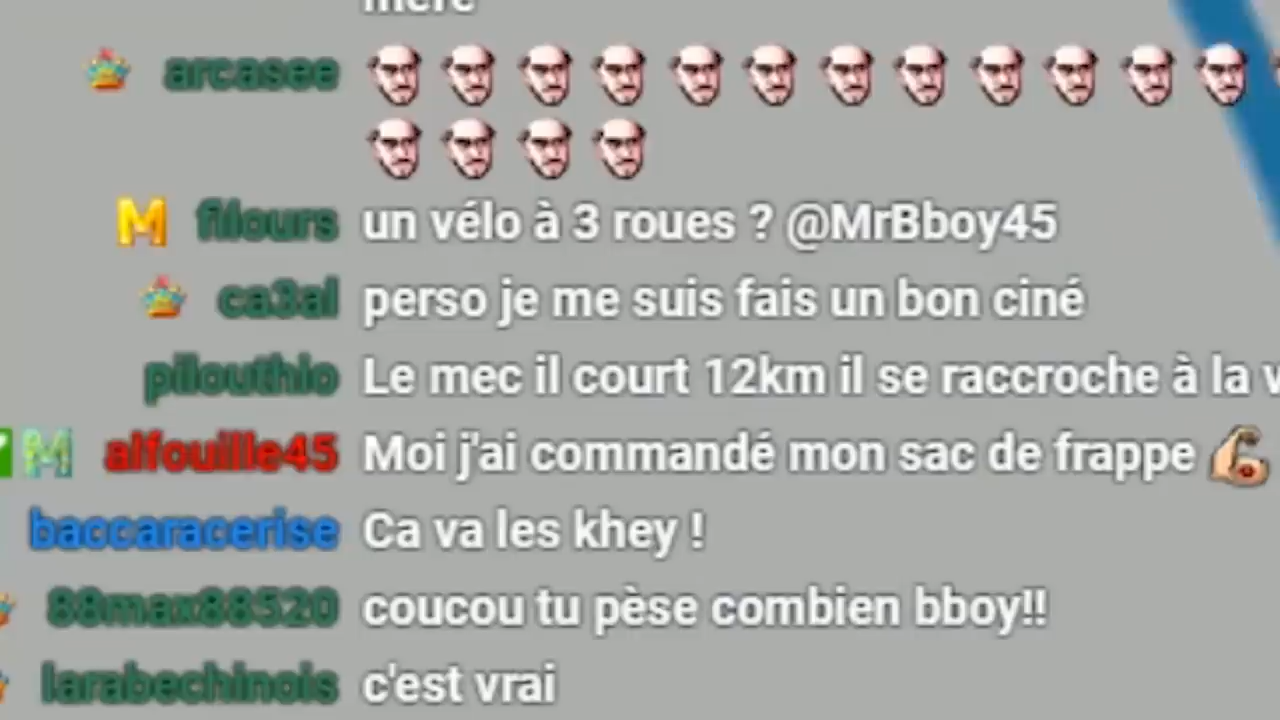 mère
arcasee
M filours un vélo à 3 roues ? @MrBboy45
ca3al perso je me suis fais un bon ciné
pilouthio Le mec il court 12km il se raccroche à la
M alfouille45 Moi j'ai commandé mon sac de frappe
baccaracerise Ca va les khey !
88max88520 coucou tu pèse combien bboy!!
larabechinois c'est vrai